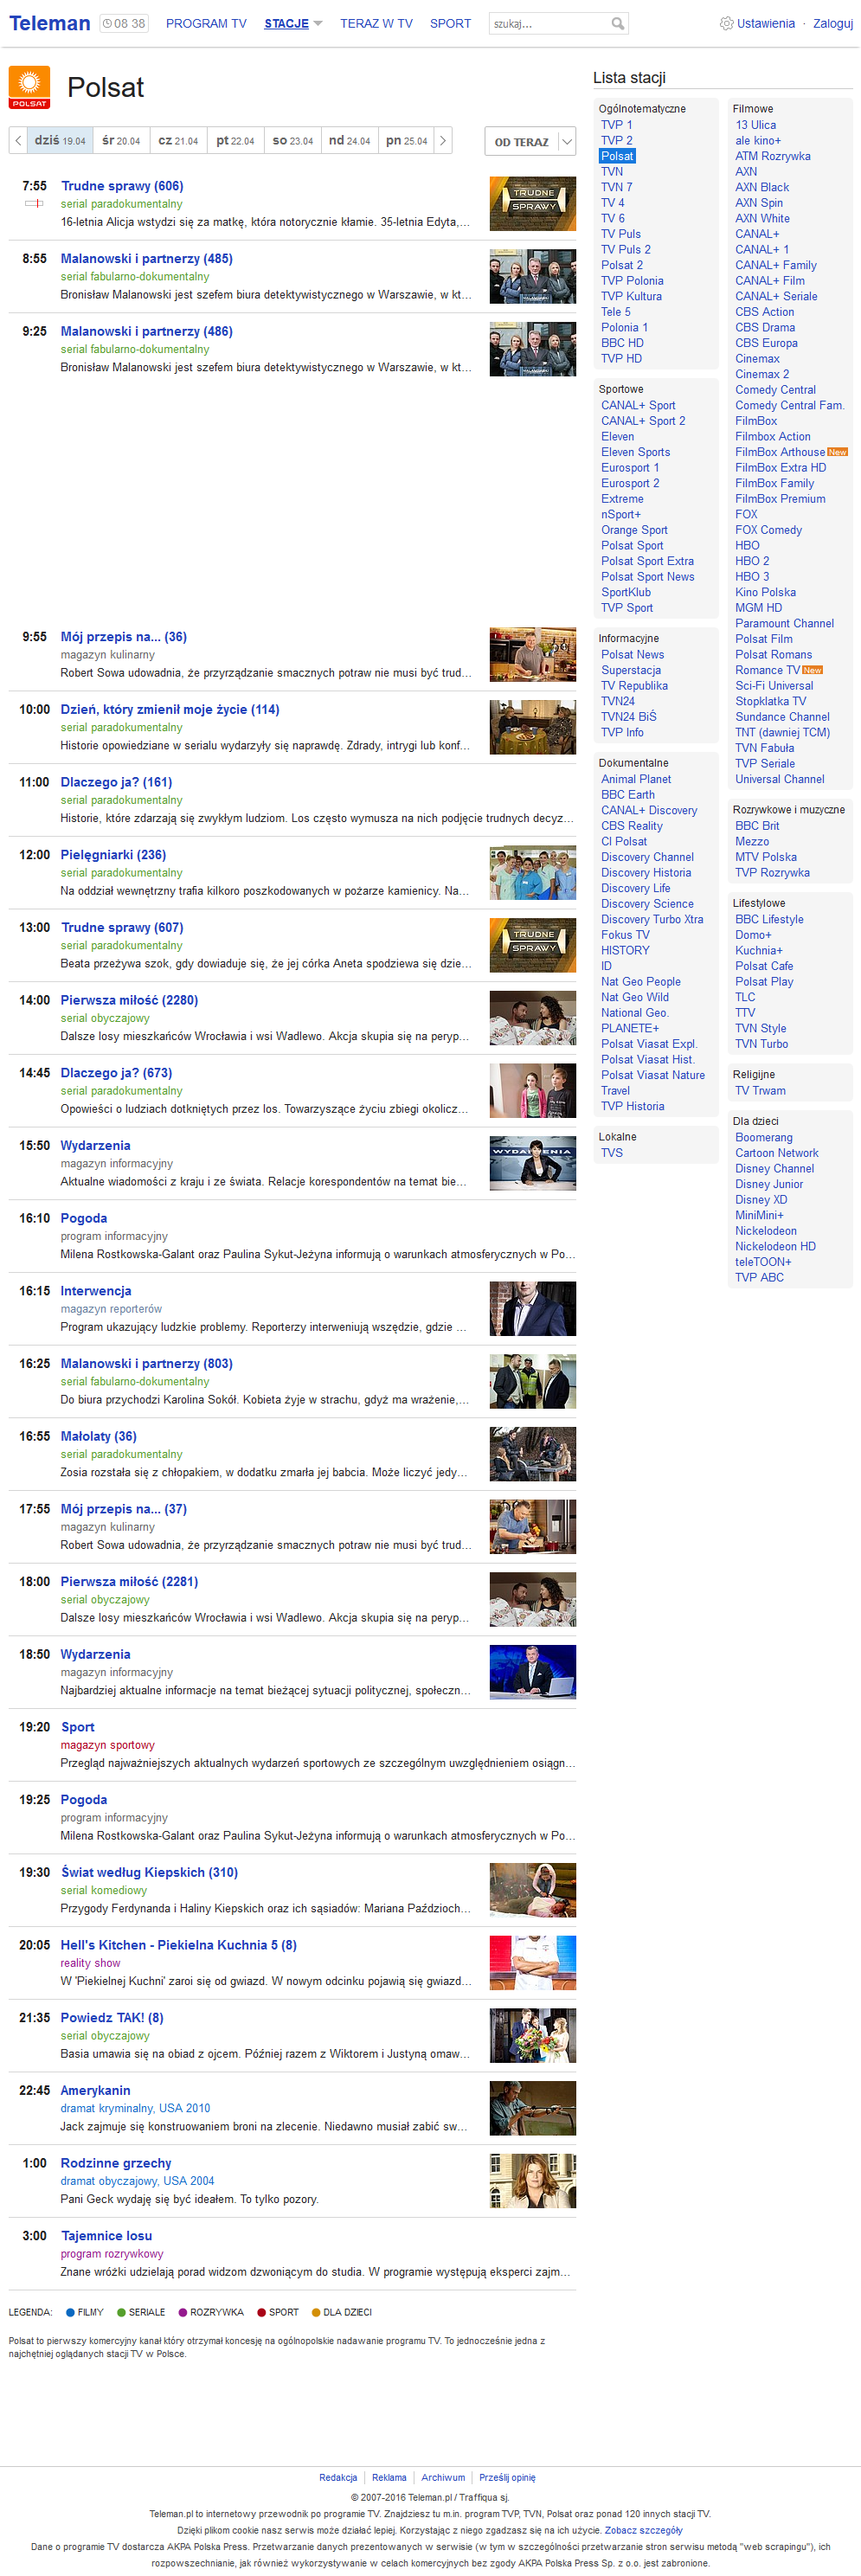 Teleman 08 38 PROGRAM TV STACJE TERAZ W TV SPORT szukaj... Ustawienia · Zaloguj
POLSAT
Polsat
dziś 19.04 śr 20.04 cz 21.04 pt 22.04 so 23.04 nd 24.04 pn 25.04 OD TERAZ
7:55 Trudne sprawy (606)
serial paradokumentalny
16-letnia Alicja wstydzi się za matkę, która notorycznie kłamie. 35-letnia Edyta,...
TRUDNE
SPRAWY
8:55 Malanowski i partnerzy (485)
serial fabularno-dokumentalny
Bronisław Malanowski jest szefem biura detektywistycznego w Warszawie, w kt...
9:25 Malanowski i partnerzy (486)
serial fabularno-dokumentalny
Bronisław Malanowski jest szefem biura detektywistycznego w Warszawie, w kt...
9:55 Mój przepis na... (36)
magazyn kulinarny
Robert Sowa udowadnia, że przyrządzanie smacznych potraw nie musi być trud...
10:00 Dzień, który zmienił moje życie (114)
serial paradokumentalny
Historie opowiedziane w serialu wydarzyły się naprawdę. Zdrady, intrygi lub konf...
11:00 Dlaczego ja? (161)
serial paradokumentalny
Historie, które zdarzają się zwykłym ludziom. Los często wymusza na nich podjęcie trudnych decyz...
12:00 Pielęgniarki (236)
serial paradokumentalny
Na oddział wewnętrzny trafia kilkoro poszkodowanych w pożarze kamienicy. Na...
13:00 Trudne sprawy (607)
serial paradokumentalny
Beata przeżywa szok, gdy dowiaduje się, że jej córka Aneta spodziewa się dzie...
TRUDNE
SPRAWY
14:00 Pierwsza miłość (2280)
serial obyczajowy
Dalsze losy mieszkańców Wrocławia i wsi Wadlewo. Akcja skupia się na peryp...
14:45 Dlaczego ja? (673)
serial paradokumentalny
Opowieści o ludziach dotkniętych przez los. Towarzyszące życiu zbiegi okolicz...
15:50 Wydarzenia
magazyn informacyjny
Aktualne wiadomości z kraju i ze świata. Relacje korespondentów na temat bie...
WYDARZENIA
16:10 Pogoda
program informacyjny
Milena Rostkowska-Galant oraz Paulina Sykut-Jeżyna informują o warunkach atmosferycznych w Po...
16:15 Interwencja
magazyn reporterów
Program ukazujący ludzkie problemy. Reporterzy interweniują wszędzie, gdzie ...
16:25 Malanowski i partnerzy (803)
serial fabularno-dokumentalny
Do biura przychodzi Karolina Sokół. Kobieta żyje w strachu, gdyż ma wrażenie,...
16:55 Małolaty (36)
serial paradokumentalny
Zosia rozstała się z chłopakiem, w dodatku zmarła jej babcia. Może liczyć jedy...
17:55 Mój przepis na... (37)
magazyn kulinarny
Robert Sowa udowadnia, że przyrządzanie smacznych potraw nie musi być trud...
18:00 Pierwsza miłość (2281)
serial obyczajowy
Dalsze losy mieszkańców Wrocławia i wsi Wadlewo. Akcja skupia się na peryp...
18:50 Wydarzenia
magazyn informacyjny
Najbardziej aktualne informacje na temat bieżącej sytuacji politycznej, społeczn...
19:20 Sport
magazyn sportowy
Przegląd najważniejszych aktualnych wydarzeń sportowych ze szczególnym uwzględnieniem osiągn...
19:25 Pogoda
program informacyjny
Milena Rostkowska-Galant oraz Paulina Sykut-Jeżyna informują o warunkach atmosferycznych w Po...
19:30 Świat według Kiepskich (310)
serial komediowy
Przygody Ferdynanda i Haliny Kiepskich oraz ich sąsiadów: Mariana Paździoch...
20:05 Hell's Kitchen - Piekielna Kuchnia 5 (8)
reality show
W 'Piekielnej Kuchni' zaroi się od gwiazd. W nowym odcinku pojawią się gwiazd...
21:35 Powiedz TAK! (8)
serial obyczajowy
Basia umawia się na obiad z ojcem. Później razem z Wiktorem i Justyną omaw...
22:45 Amerykanin
dramat kryminalny, USA 2010
Jack zajmuje się konstruowaniem broni na zlecenie. Niedawno musiał zabić sw...
1:00 Rodzinne grzechy
dramat obyczajowy, USA 2004
Pani Geck wydaję się być ideałem. To tylko pozory.
3:00 Tajemnice losu
program rozrywkowy
Znane wróżki udzielają porad widzom dzwoniącym do studia. W programie występują eksperci zajm...
LEGENDA: FILMY SERIALE ROZRYWKA SPORT DLA DZIECI
Polsat to pierwszy komercyjny kanał który otrzymał koncesję na ogólnopolskie nadawanie programu TV. To jednocześnie jedna z
najchętniej oglądanych stacji TV w Polsce.
Lista stacji
Ogólnotematyczne
TVP 1
TVP 2
Polsat
TVN
TVN 7
TV 4
TV 6
TV Puls
TV Puls 2
Polsat 2
TVP Polonia
TVP Kultura
Tele 5
Polonia 1
BBC HD
TVP HD
Sportowe
CANAL+ Sport
CANAL+ Sport 2
Eleven
Eleven Sports
Eurosport 1
Eurosport 2
Extreme
nSport+
Orange Sport
Polsat Sport
Polsat Sport Extra
Polsat Sport News
SportKlub
TVP Sport
Informacyjne
Polsat News
Superstacja
TV Republika
TVN24
TVN24 BiŚ
TVP Info
Dokumentalne
Animal Planet
BBC Earth
CANAL+ Discovery
CBS Reality
CI Polsat
Discovery Channel
Discovery Historia
Discovery Life
Discovery Science
Discovery Turbo Xtra
Fokus TV
HISTORY
ID
Nat Geo People
Nat Geo Wild
National Geo.
PLANETE+
Polsat Viasat Expl.
Polsat Viasat Hist.
Polsat Viasat Nature
Travel
TVP Historia
Lokalne
TVS
Filmowe
13 Ulica
ale kino+
ATM Rozrywka
AXN
AXN Black
AXN Spin
AXN White
CANAL+
CANAL+ 1
CANAL+ Family
CANAL+ Film
CANAL+ Seriale
CBS Action
CBS Drama
CBS Europa
Cinemax
Cinemax 2
Comedy Central
Comedy Central Fam.
FilmBox
Filmbox Action
FilmBox Arthouse New
FilmBox Extra HD
FilmBox Family
FilmBox Premium
FOX
FOX Comedy
HBO
HBO 2
HBO 3
Kino Polska
MGM HD
Paramount Channel
Polsat Film
Polsat Romans
Romance TV New
Sci-Fi Universal
Stopklatka TV
Sundance Channel
TNT (dawniej TCM)
TVN Fabuła
TVP Seriale
Universal Channel
Rozrywkowe i muzyczne
BBC Brit
Mezzo
MTV Polska
TVP Rozrywka
Lifestylowe
BBC Lifestyle
Domo+
Kuchnia+
Polsat Cafe
Polsat Play
TLC
TTV
TVN Style
TVN Turbo
Religijne
TV Trwam
Dla dzieci
Boomerang
Cartoon Network
Disney Channel
Disney Junior
Disney XD
MiniMini+
Nickelodeon
Nickelodeon HD
teleTOON+
TVP ABC
Redakcja Reklama Archiwum Prześlij opinię
© 2007-2016 Teleman.pl / Traffiqua sj.
Teleman.pl to internetowy przewodnik po programie TV. Znajdziesz tu m.in. program TVP, TVN, Polsat oraz ponad 120 innych stacji TV.
Dzięki plikom cookie nasz serwis może działać lepiej. Korzystając z niego zgadzasz się na ich użycie. Zobacz szczegóły
Dane o programie TV dostarcza AKPA Polska Press. Przetwarzanie danych prezentowanych w serwisie (w tym w szczególności przetwarzanie stron serwisu metodą "web scrapingu"), ich
rozpowszechnianie, jak również wykorzystywanie w celach komercyjnych bez zgody AKPA Polska Press Sp. z o.o. jest zabronione.